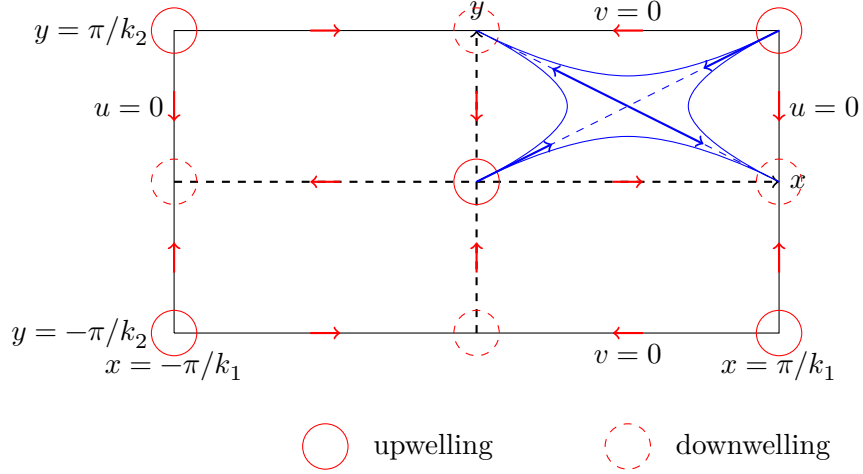 y
v = 0
y = π/k₂
u = 0
u = 0
x
y = −π/k₂
v = 0
x = −π/k₁
x = π/k₁
upwelling
downwelling